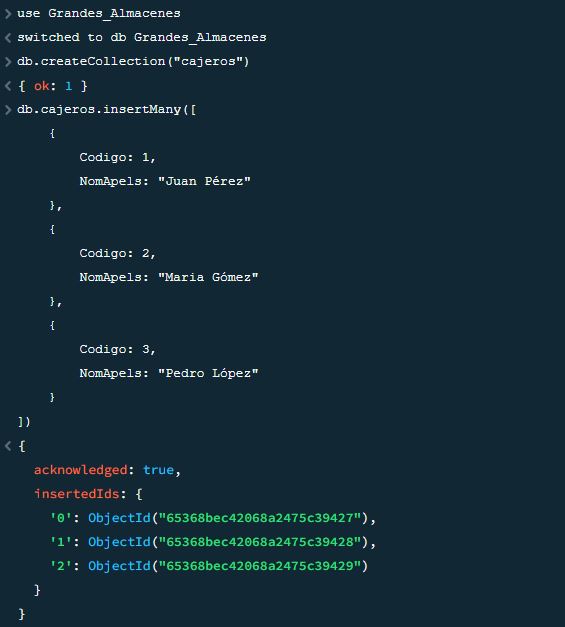 > use Grandes_Almacenes
< switched to db Grandes_Almacenes
> db.createCollection("cajeros")
< { ok: 1 }
> db.cajeros.insertMany([
{
Codigo: 1,
NomApels: "Juan Pérez"
},
{
Codigo: 2,
NomApels: "Maria Gómez"
},
{
Codigo: 3,
NomApels: "Pedro López"
}
])
< {
acknowledged: true,
insertedIds: {
'0': ObjectId("65368bec42068a2475c39427"),
'1': ObjectId("65368bec42068a2475c39428"),
'2': ObjectId("65368bec42068a2475c39429")
}
}